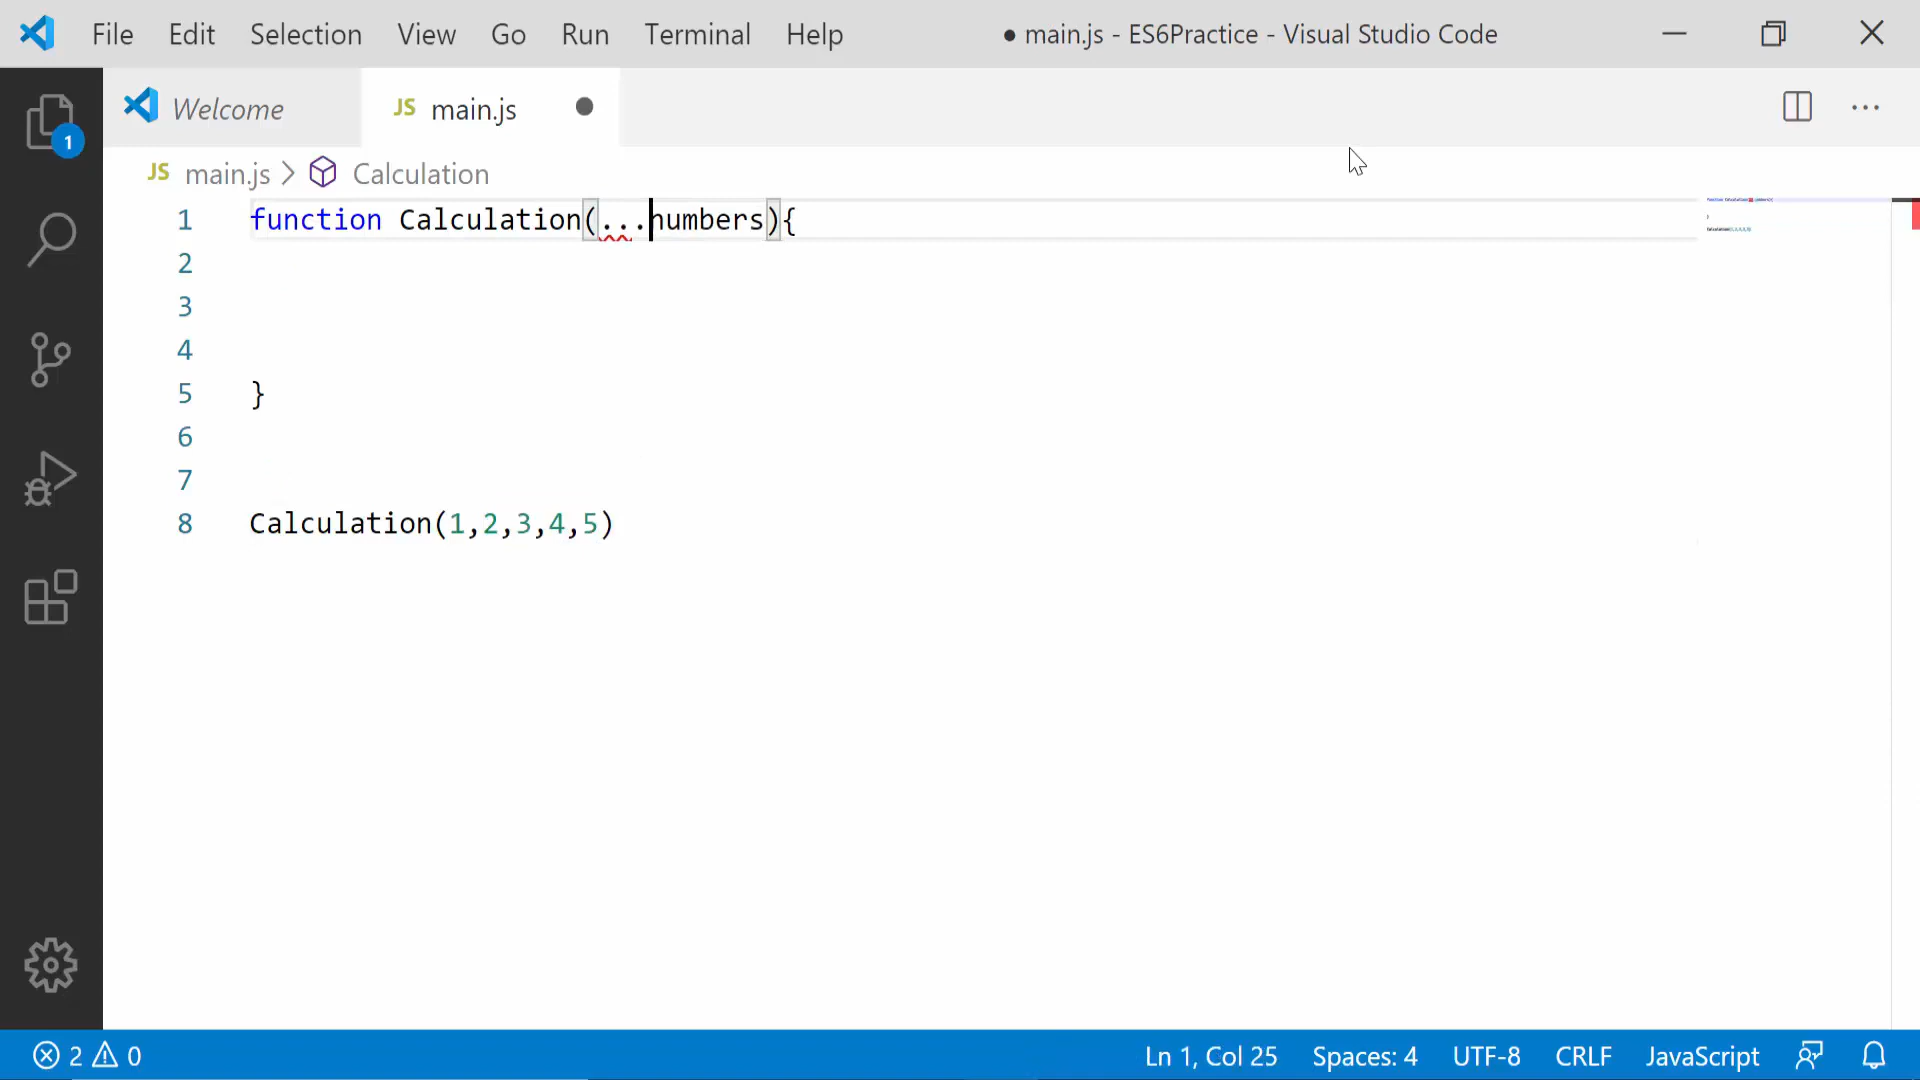 File Edit Selection View Go Run Terminal Help ● main.js - ES6Practice - Visual Studio Code
1
Welcome
JS main.js
JS main.js > Calculation
1 function Calculation(...numbers){
2
3
4
5 }
6
7
8 Calculation(1,2,3,4,5)
2 0 Ln 1, Col 25 Spaces: 4 UTF-8 CRLF JavaScript